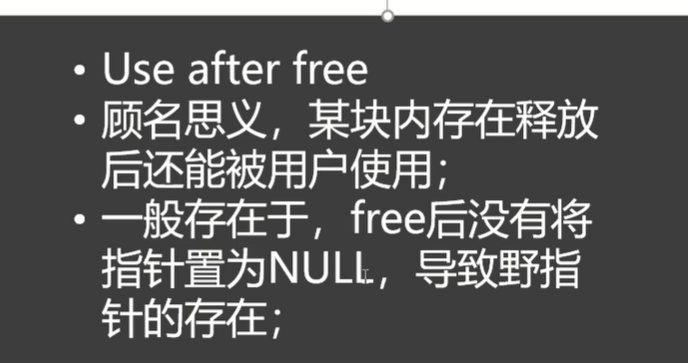 • Use after free
• 顾名思义，某块内存在释放
后还能被用户使用；
• 一般存在于，free后没有将
指针置为NULL，导致野指
针的存在；